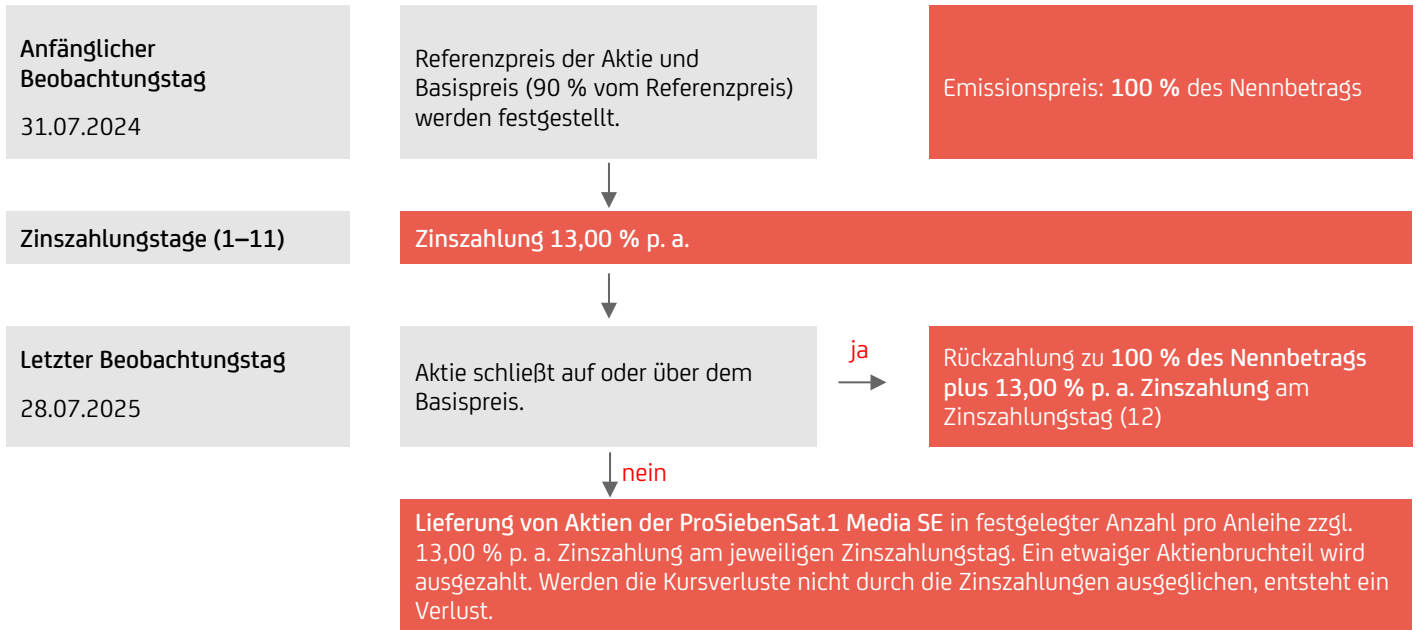 Anfänglicher
Beobachtungstag
31.07.2024
Referenzpreis der Aktie und
Basispreis (90 % vom Referenzpreis)
werden festgestellt.
Emissionspreis: 100 % des Nennbetrags
Zinszahlungstage (1–11)
Zinszahlung 13,00 % p. a.
Letzter Beobachtungstag
28.07.2025
Aktie schließt auf oder über dem
Basispreis.
ja
Rückzahlung zu 100 % des Nennbetrags
plus 13,00 % p. a. Zinszahlung am
Zinszahlungstag (12)
nein
Lieferung von Aktien der ProSiebenSat.1 Media SE in festgelegter Anzahl pro Anleihe zzgl.
13,00 % p. a. Zinszahlung am jeweiligen Zinszahlungstag. Ein etwaiger Aktienbruchteil wird
ausgezahlt. Werden die Kursverluste nicht durch die Zinszahlungen ausgeglichen, entsteht ein
Verlust.